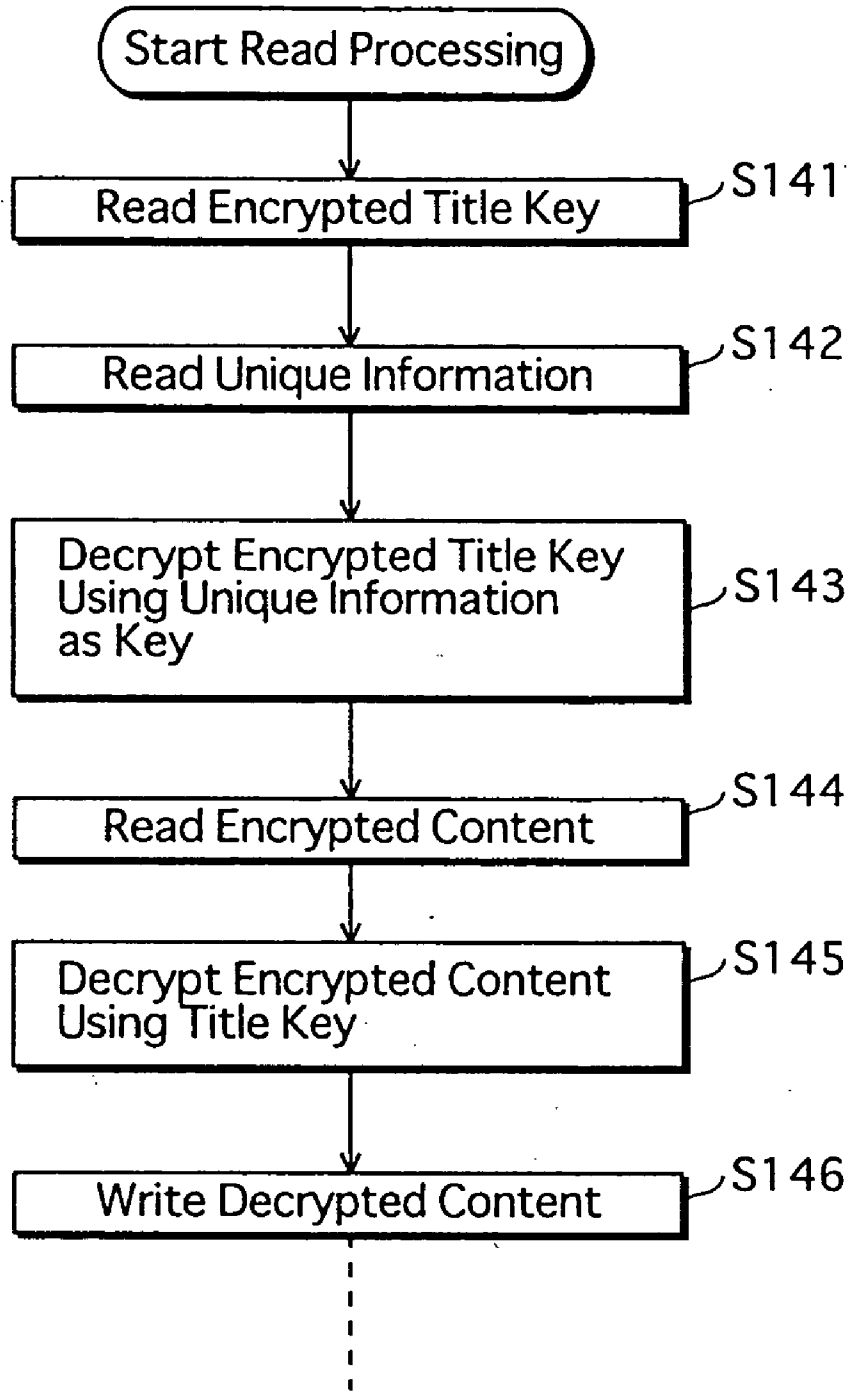 Start Read Processing
S141
Read Encrypted Title Key
S142
Read Unique Information
Decrypt Encrypted Title Key
Using Unique Information
as Key
S143
S144
Read Encrypted Content
Decrypt Encrypted Content
Using Title Key
S145
Write Decrypted Content
S146